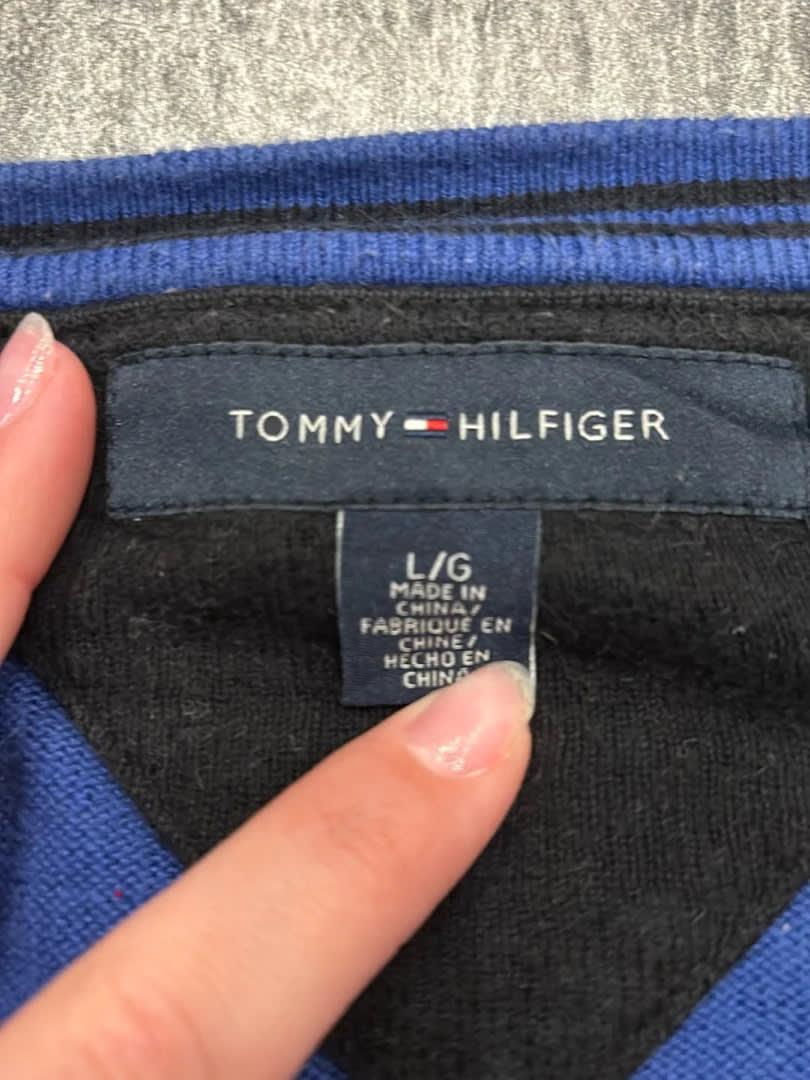 TOMMY HILFIGER
L/G
MADE IN
CHINA/
FABRIQUÉ EN
CHINE/
HECHO EN
CHINA